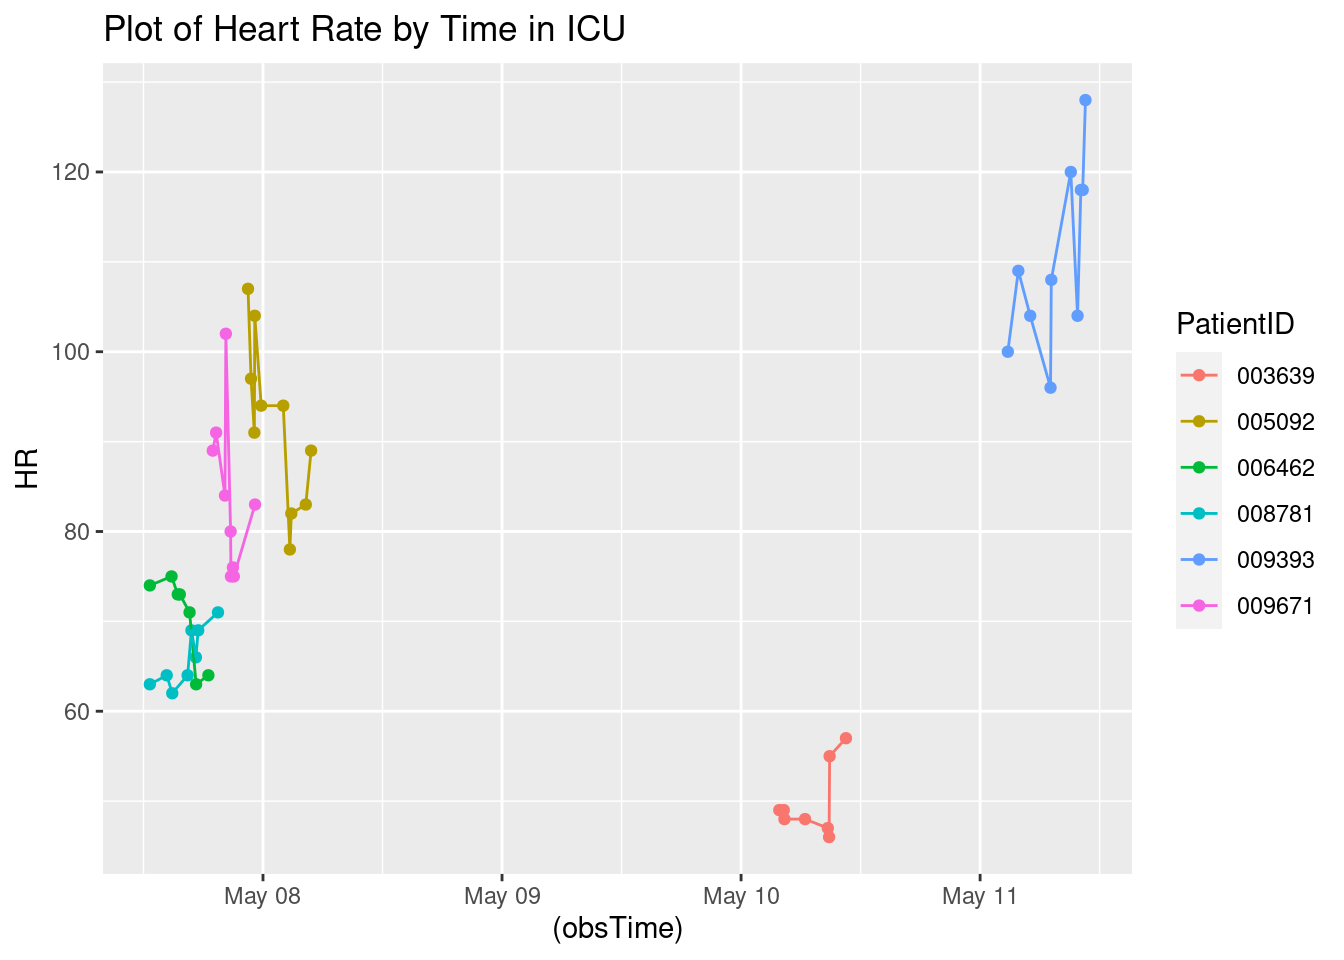 Plot of Heart Rate by Time in ICU
120
100
80
60
HR
May 08
May 09
May 10
May 11
(obsTime)
PatientID
003639
005092
006462
008781
009393
009671